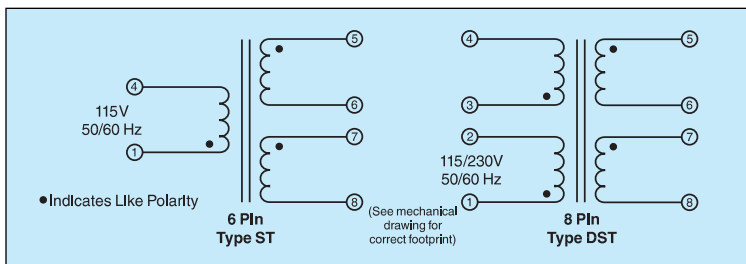 4
115V
50/60 Hz
1
5
6
7
8
●Indicates Like Polarity
6 Pin
Type ST
(See mechanical
drawing for
correct footprint)
4
3
2
115/230V
50/60 Hz
1
5
6
7
8
8 Pin
Type DST